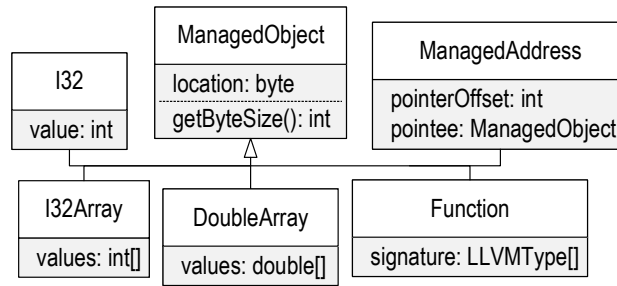 I32
value: int
ManagedObject
location: byte
getByteSize(): int
ManagedAddress
pointerOffset: int
pointee: ManagedObject
I32Array
values: int[]
DoubleArray
values: double[]
Function
signature: LLVMType[]